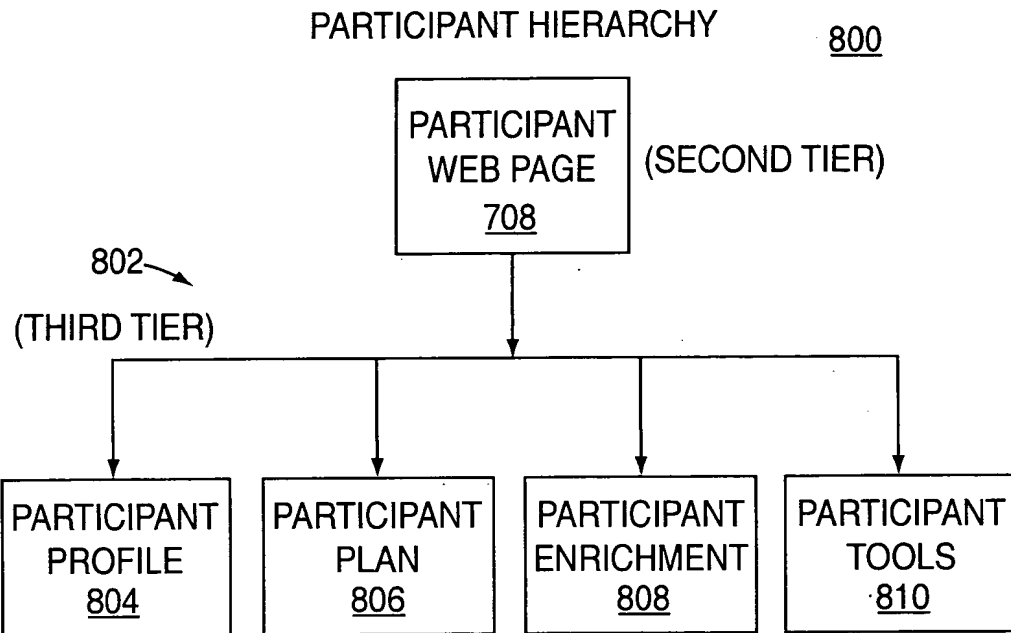 PARTICIPANT HIERARCHY
800
PARTICIPANT
WEB PAGE
708
(SECOND TIER)
802
(THIRD TIER)
PARTICIPANT
PROFILE
804
PARTICIPANT
PLAN
806
PARTICIPANT
ENRICHMENT
808
PARTICIPANT
TOOLS
810